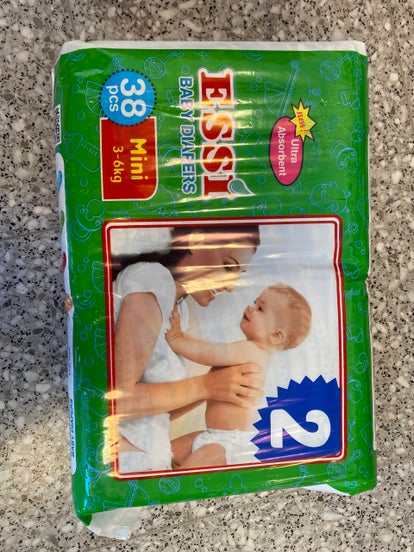 new!
Ultra
Absorbent
ESSI
BABY DIAPERS
38
pcs
Mini
3-6kg
2